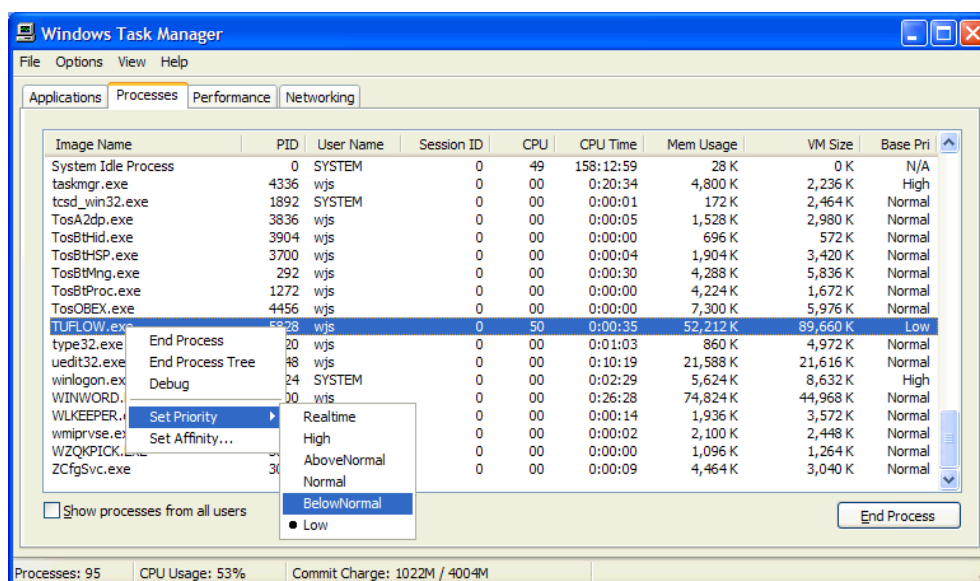 Windows Task Manager
File Options View Help
Applications Processes Performance Networking
Image Name PID User Name Session ID CPU CPU Time Mem Usage VM Size Base Pri
System Idle Process 0 SYSTEM 0 49 158:12:59 28 K 0 K N/A
taskmgr.exe 4336 wjs 0 00 0:20:34 4,800 K 2,236 K High
tcsd_win32.exe 1892 SYSTEM 0 00 0:00:01 172 K 2,464 K Normal
TosA2dp.exe 3836 wjs 0 00 0:00:05 1,528 K 2,980 K Normal
TosBtHid.exe 3904 wjs 0 00 0:00:00 696 K 572 K Normal
TosBtHSP.exe 3700 wjs 0 00 0:00:04 1,904 K 3,420 K Normal
TosBtMng.exe 292 wjs 0 00 0:00:30 4,288 K 5,836 K Normal
TosBtProc.exe 1272 wjs 0 00 0:00:00 4,224 K 1,672 K Normal
TosOBEX.exe 4456 wjs 0 00 0:00:00 7,300 K 5,976 K Normal
TUFLOW.exe 5828 wjs 0 50 0:00:35 52,212 K 89,660 K Low
type32.exe 20 wjs 0 00 0:01:03 860 K 4,972 K Normal
uedit32.exe 48 wjs 0 00 0:10:19 21,588 K 21,616 K Normal
winlogon.ex 24 SYSTEM 0 00 0:02:29 5,624 K 8,632 K High
WINWORD. 00 wjs 0 00 0:26:28 74,824 K 44,968 K Normal
WLKEEPER. 0 00 0:00:14 1,936 K 3,572 K Normal
wmiprvse.ex 0 00 0:00:02 2,100 K 2,448 K Normal
WZQKPICK. 0 00 0:00:00 1,096 K 1,264 K Normal
ZCfgSvc.exe 30 0 00 0:00:09 4,464 K 3,040 K Normal
End Process
End Process Tree
Debug
Set Priority
Set Affinity...
Realtime
High
AboveNormal
Normal
BelowNormal
Low
Show processes from all users
End Process
Processes: 95 CPU Usage: 53% Commit Charge: 1022M / 4004M